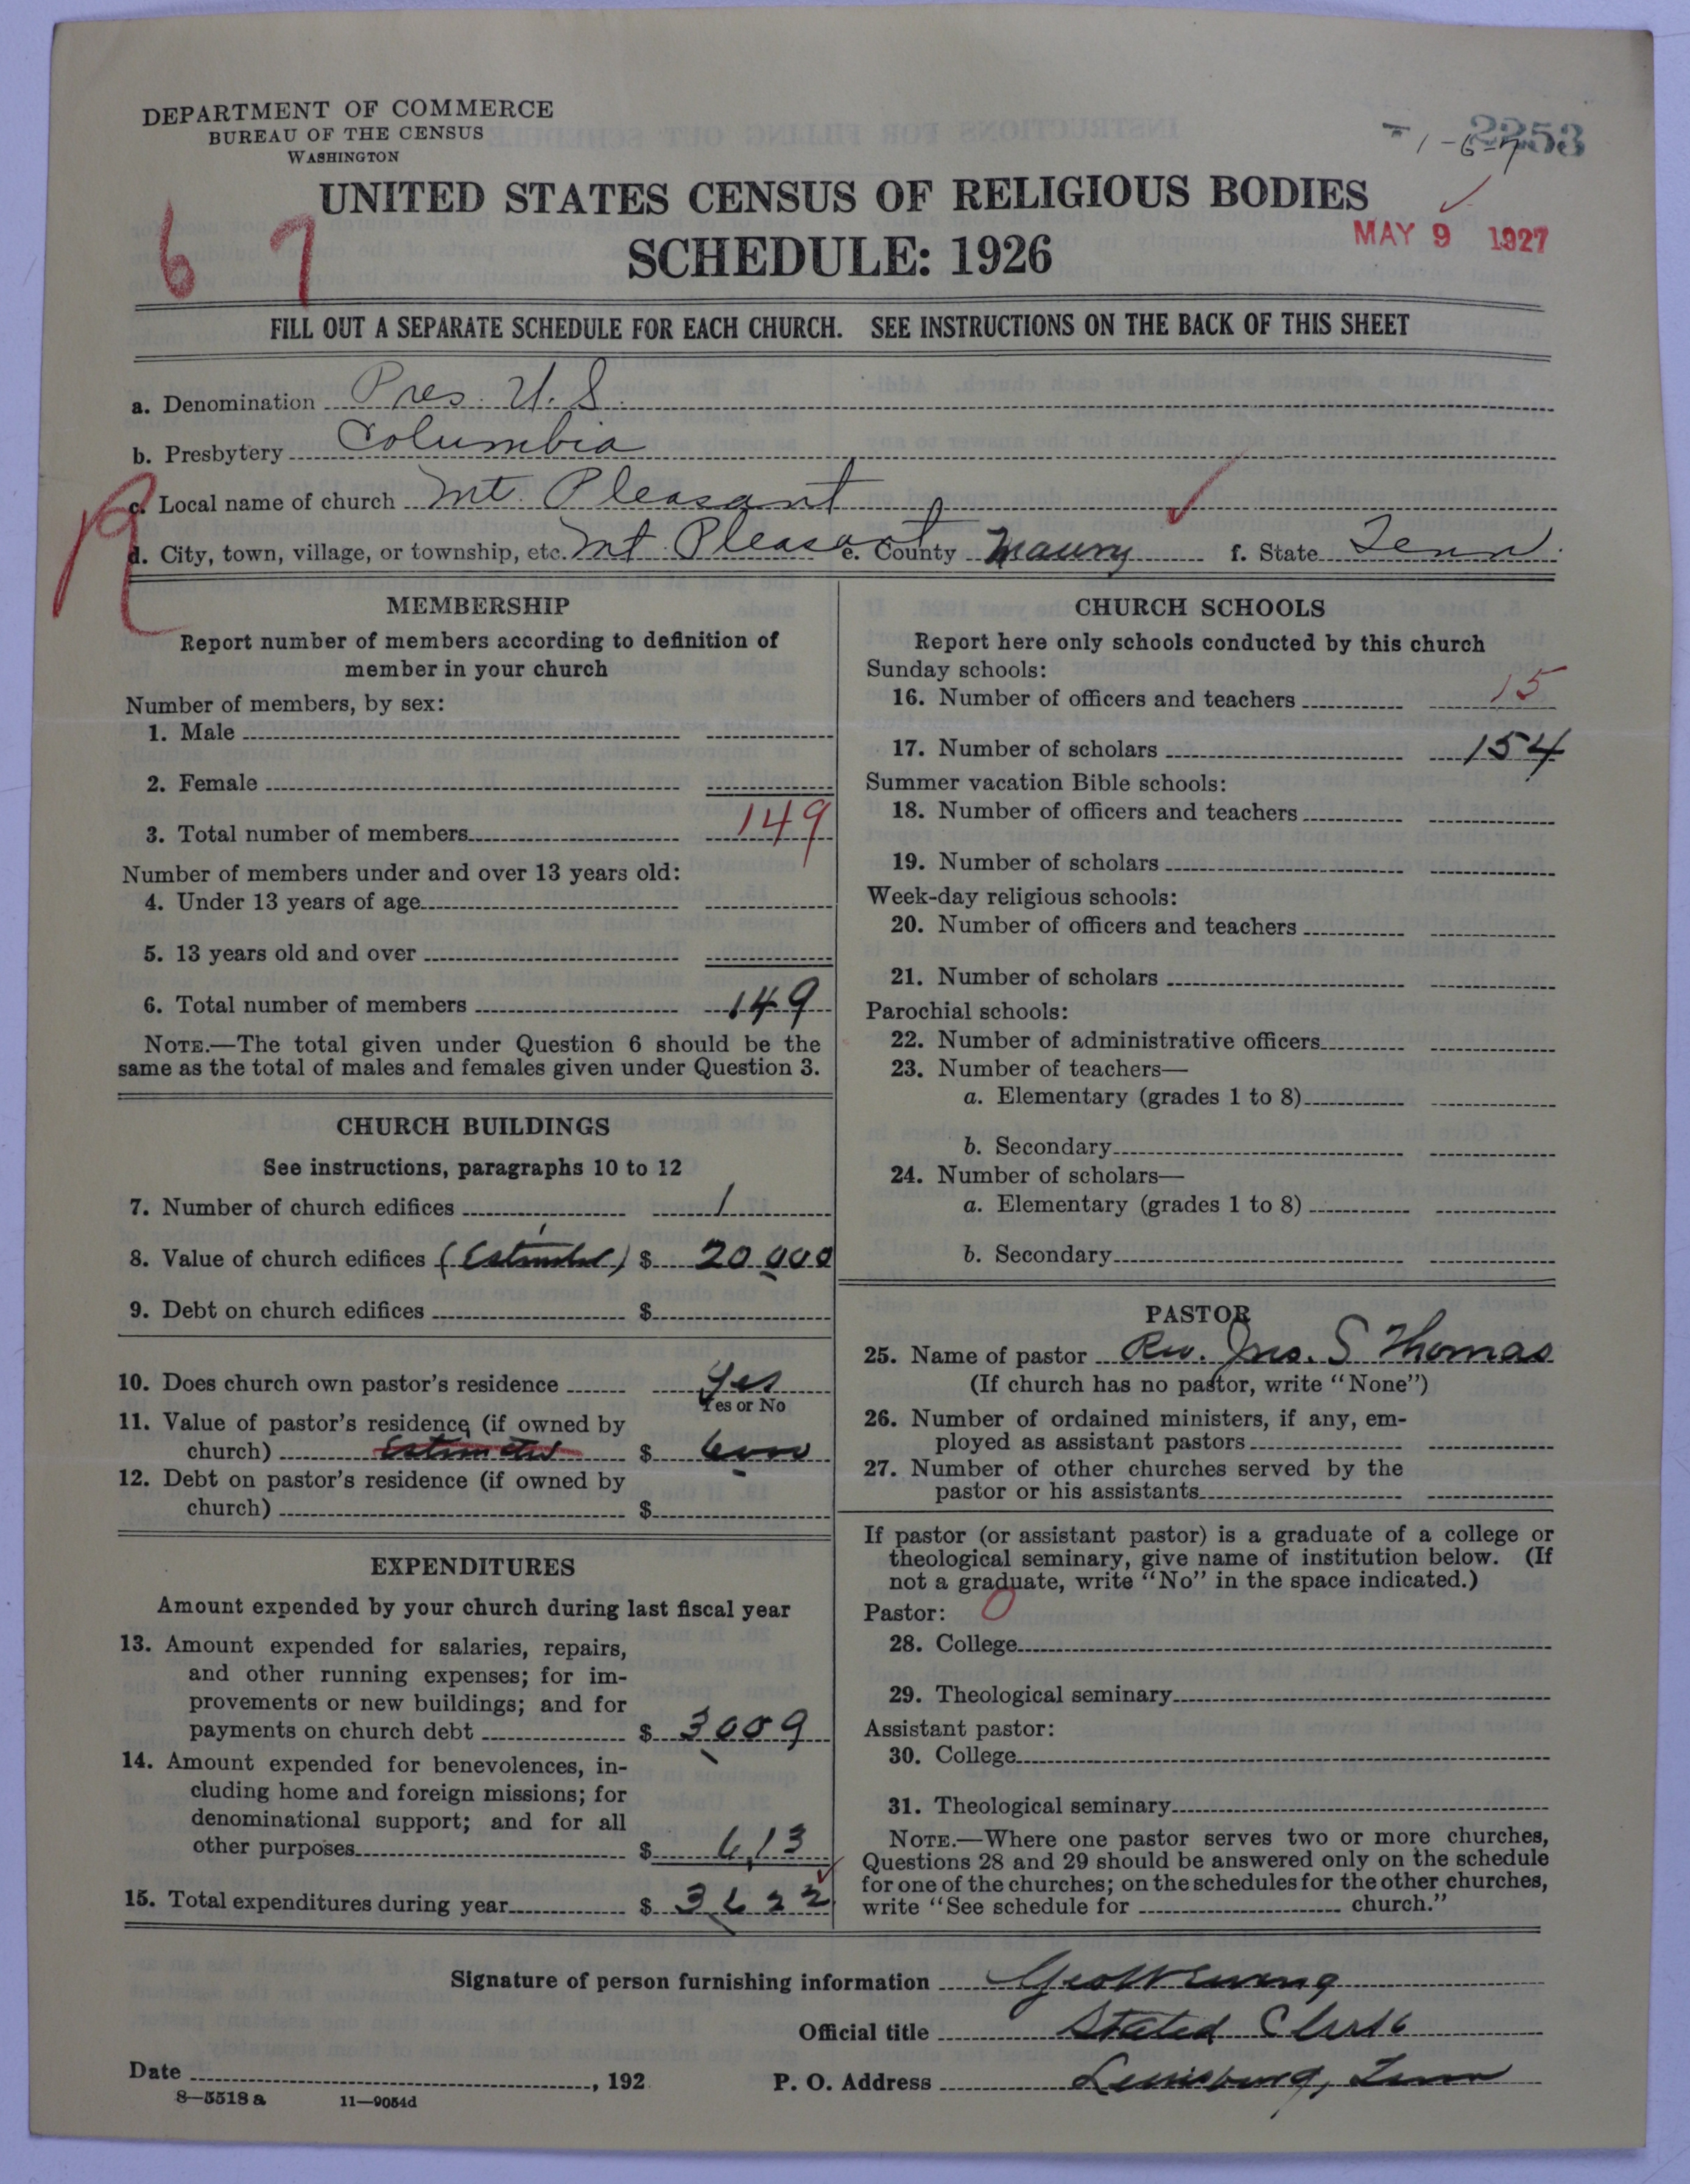 DEPARTMENT OF COMMERCE
BUREAU OF THE CENSUS
WASHINGTON
2253
UNITED STATES CENSUS OF RELIGIOUS BODIES
SCHEDULE: 1926
MAY 9 1927
6 7
FILL OUT A SEPARATE SCHEDULE FOR EACH CHURCH. SEE INSTRUCTIONS ON THE BACK OF THIS SHEET
a. Denomination Pres. U.S.
b. Presbytery Columbia
c. Local name of church Mt. Pleasant
d. City, town, village, or township, etc. Mt Pleasant e. County Maury f. State Tenn.
MEMBERSHIP
Report number of members according to definition of
member in your church
Number of members, by sex:
1. Male
2. Female
3. Total number of members 149
Number of members under and over 13 years old:
4. Under 13 years of age
5. 13 years old and over
6. Total number of members 149
NOTE.—The total given under Question 6 should be the
same as the total of males and females given under Question 3.
CHURCH BUILDINGS
See instructions, paragraphs 10 to 12
7. Number of church edifices 1
8. Value of church edifices (Estimated) $ 20,000
9. Debt on church edifices $
10. Does church own pastor's residence Yes
Yes or No
11. Value of pastor's residence (if owned by
church) Estimated $ 6000
12. Debt on pastor's residence (if owned by
church) $
EXPENDITURES
Amount expended by your church during last fiscal year
13. Amount expended for salaries, repairs,
and other running expenses; for im-
provements or new buildings; and for
payments on church debt $ 3009
14. Amount expended for benevolences, in-
cluding home and foreign missions; for
denominational support; and for all
other purposes $ 613
15. Total expenditures during year $ 3622
CHURCH SCHOOLS
Report here only schools conducted by this church
Sunday schools:
16. Number of officers and teachers 15
17. Number of scholars 154
Summer vacation Bible schools:
18. Number of officers and teachers
19. Number of scholars
Week-day religious schools:
20. Number of officers and teachers
21. Number of scholars
Parochial schools:
22. Number of administrative officers
23. Number of teachers—
a. Elementary (grades 1 to 8)
b. Secondary
24. Number of scholars—
a. Elementary (grades 1 to 8)
b. Secondary
PASTOR
25. Name of pastor Rev. Jno. S Thomas
(If church has no pastor, write "None")
26. Number of ordained ministers, if any, em-
ployed as assistant pastors
27. Number of other churches served by the
pastor or his assistants
If pastor (or assistant pastor) is a graduate of a college or
theological seminary, give name of institution below. (If
not a graduate, write "No" in the space indicated.)
Pastor: 0
28. College
29. Theological seminary
Assistant pastor:
30. College
31. Theological seminary
NOTE.—Where one pastor serves two or more churches,
Questions 28 and 29 should be answered only on the schedule
for one of the churches; on the schedules for the other churches,
write "See schedule for church."
Signature of person furnishing information Geo W Ewing
Official title Stated Clerk
Date , 192 P. O. Address Lewisburg, Tenn
8—5518 a 11—9054d